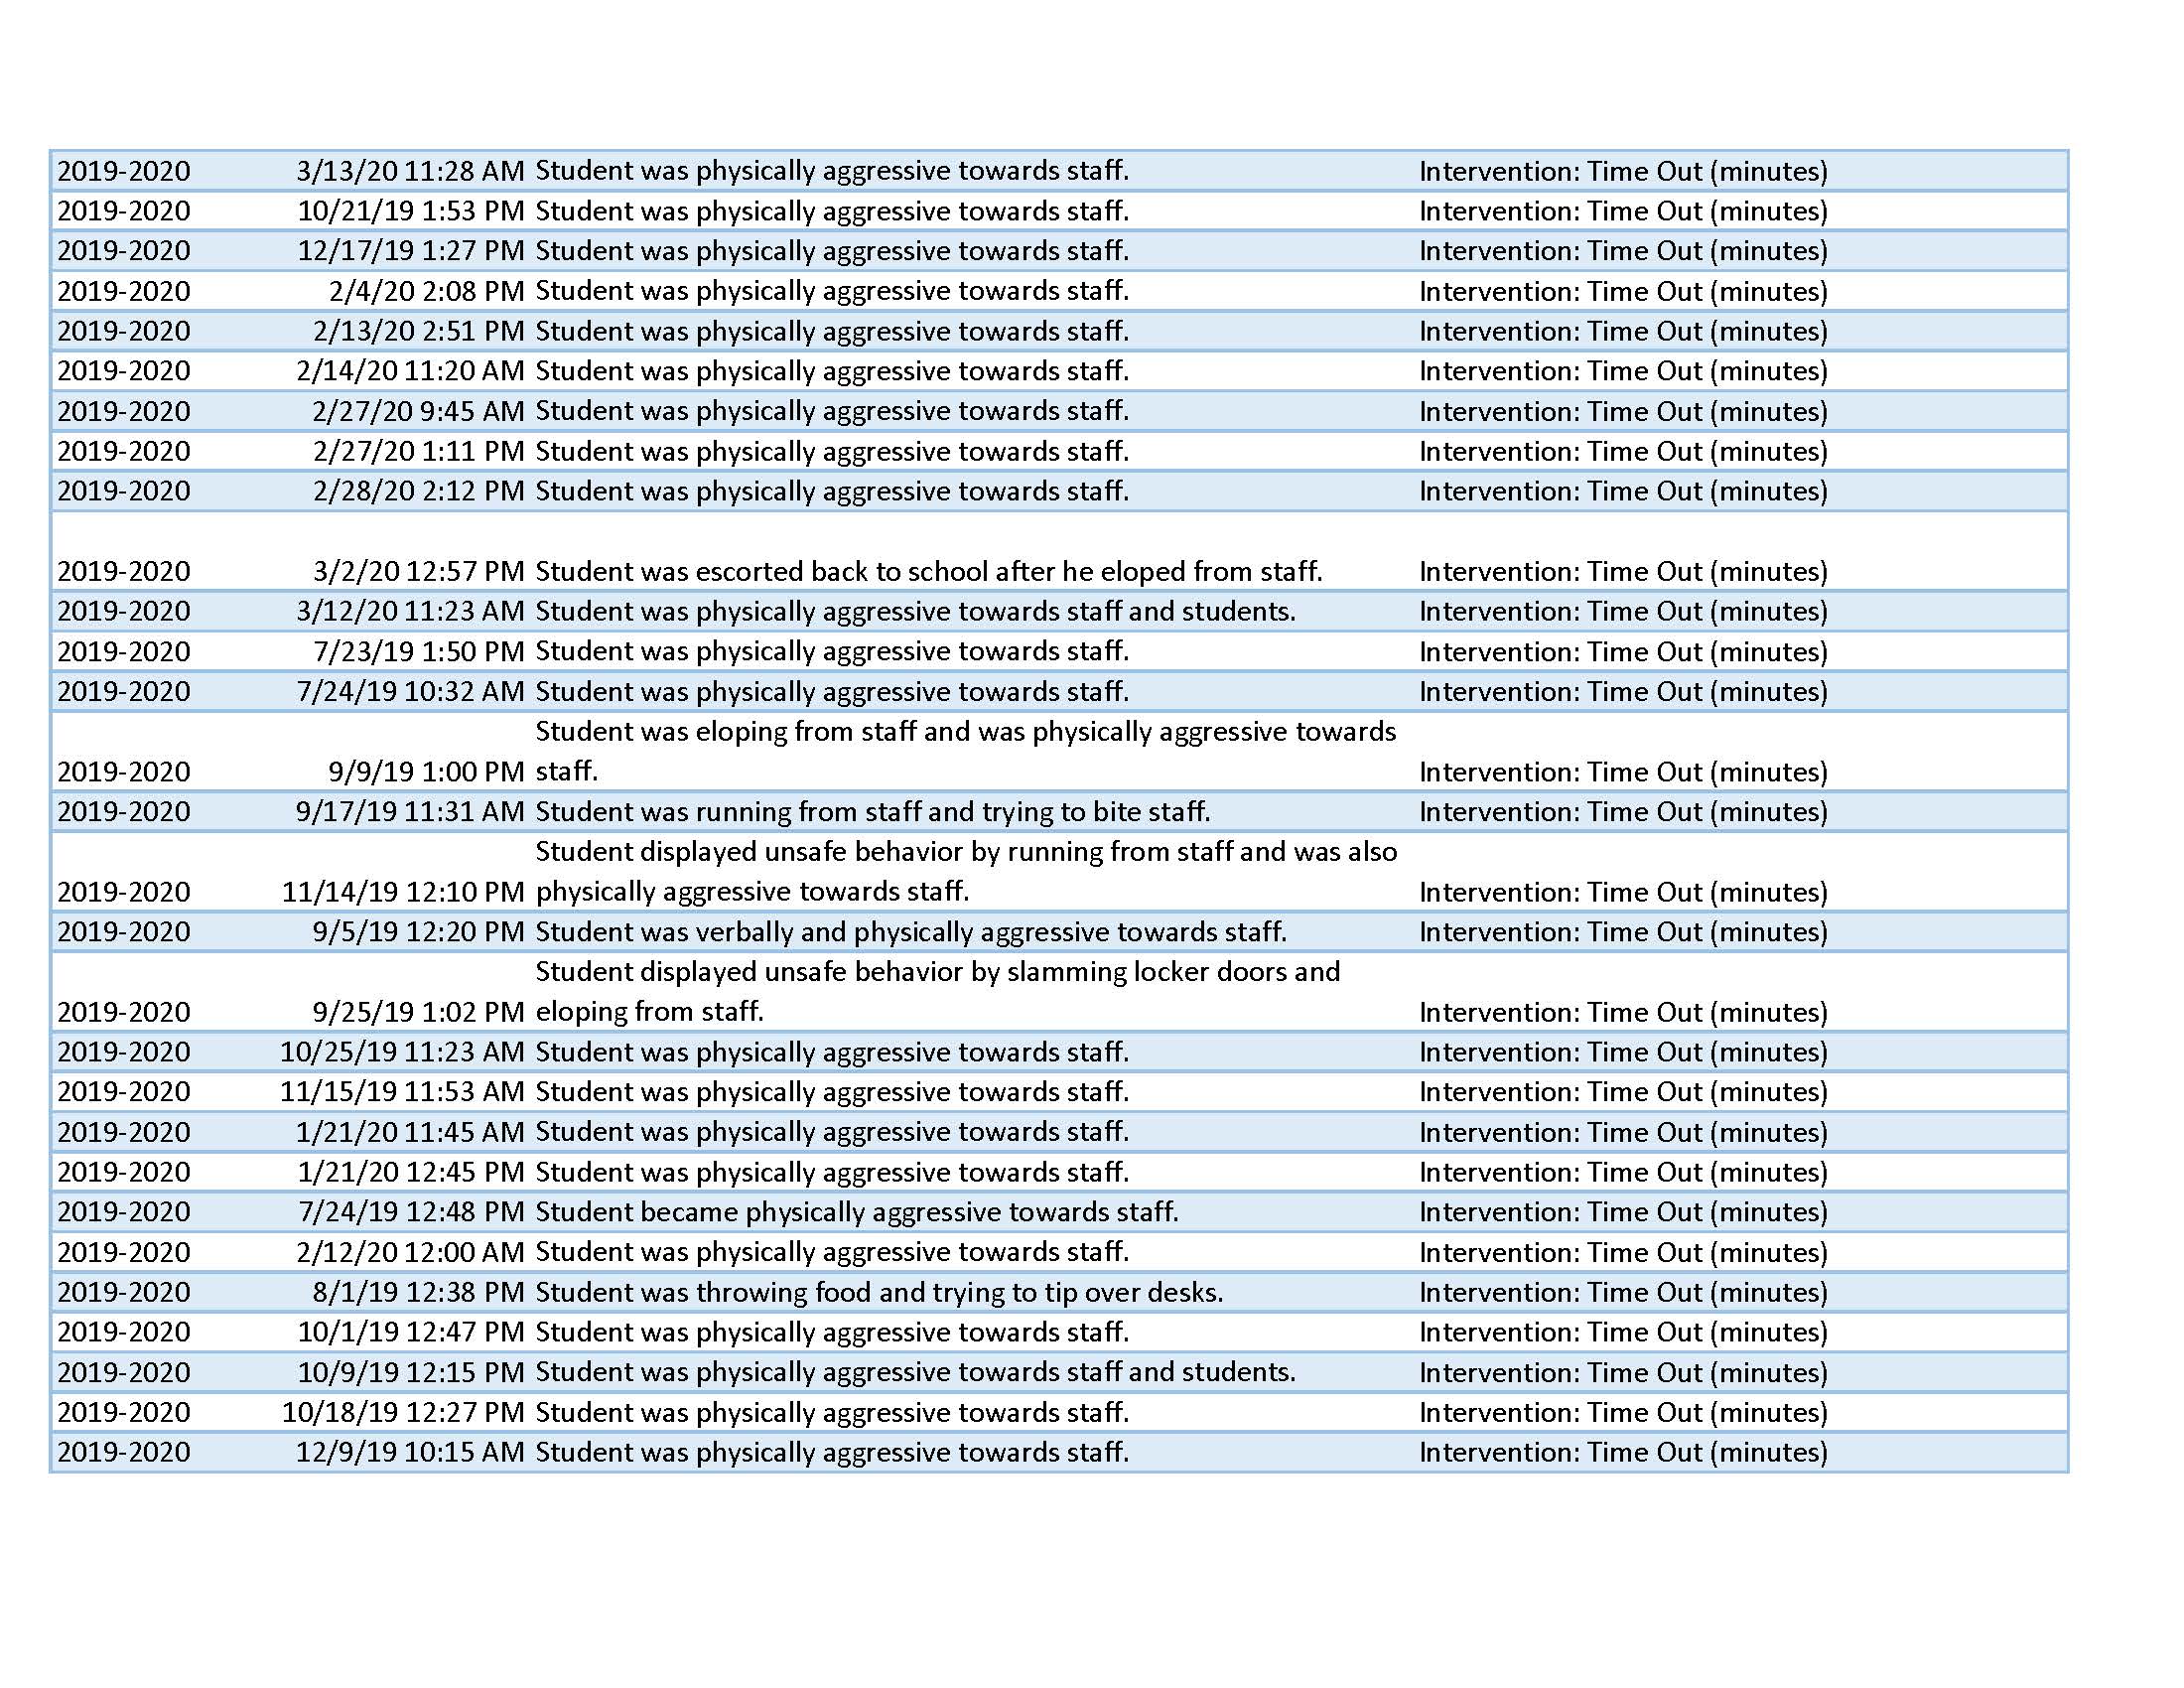 2019-2020 3/13/20 11:28 AM Student was physically aggressive towards staff. Intervention: Time Out (minutes)
2019-2020 10/21/19 1:53 PM Student was physically aggressive towards staff. Intervention: Time Out (minutes)
2019-2020 12/17/19 1:27 PM Student was physically aggressive towards staff. Intervention: Time Out (minutes)
2019-2020 2/4/20 2:08 PM Student was physically aggressive towards staff. Intervention: Time Out (minutes)
2019-2020 2/13/20 2:51 PM Student was physically aggressive towards staff. Intervention: Time Out (minutes)
2019-2020 2/14/20 11:20 AM Student was physically aggressive towards staff. Intervention: Time Out (minutes)
2019-2020 2/27/20 9:45 AM Student was physically aggressive towards staff. Intervention: Time Out (minutes)
2019-2020 2/27/20 1:11 PM Student was physically aggressive towards staff. Intervention: Time Out (minutes)
2019-2020 2/28/20 2:12 PM Student was physically aggressive towards staff. Intervention: Time Out (minutes)
2019-2020 3/2/20 12:57 PM Student was escorted back to school after he eloped from staff. Intervention: Time Out (minutes)
2019-2020 3/12/20 11:23 AM Student was physically aggressive towards staff and students. Intervention: Time Out (minutes)
2019-2020 7/23/19 1:50 PM Student was physically aggressive towards staff. Intervention: Time Out (minutes)
2019-2020 7/24/19 10:32 AM Student was physically aggressive towards staff. Intervention: Time Out (minutes)
Student was eloping from staff and was physically aggressive towards
2019-2020 9/9/19 1:00 PM staff. Intervention: Time Out (minutes)
2019-2020 9/17/19 11:31 AM Student was running from staff and trying to bite staff. Intervention: Time Out (minutes)
Student displayed unsafe behavior by running from staff and was also
2019-2020 11/14/19 12:10 PM physically aggressive towards staff. Intervention: Time Out (minutes)
2019-2020 9/5/19 12:20 PM Student was verbally and physically aggressive towards staff. Intervention: Time Out (minutes)
Student displayed unsafe behavior by slamming locker doors and
2019-2020 9/25/19 1:02 PM eloping from staff. Intervention: Time Out (minutes)
2019-2020 10/25/19 11:23 AM Student was physically aggressive towards staff. Intervention: Time Out (minutes)
2019-2020 11/15/19 11:53 AM Student was physically aggressive towards staff. Intervention: Time Out (minutes)
2019-2020 1/21/20 11:45 AM Student was physically aggressive towards staff. Intervention: Time Out (minutes)
2019-2020 1/21/20 12:45 PM Student was physically aggressive towards staff. Intervention: Time Out (minutes)
2019-2020 7/24/19 12:48 PM Student became physically aggressive towards staff. Intervention: Time Out (minutes)
2019-2020 2/12/20 12:00 AM Student was physically aggressive towards staff. Intervention: Time Out (minutes)
2019-2020 8/1/19 12:38 PM Student was throwing food and trying to tip over desks. Intervention: Time Out (minutes)
2019-2020 10/1/19 12:47 PM Student was physically aggressive towards staff. Intervention: Time Out (minutes)
2019-2020 10/9/19 12:15 PM Student was physically aggressive towards staff and students. Intervention: Time Out (minutes)
2019-2020 10/18/19 12:27 PM Student was physically aggressive towards staff. Intervention: Time Out (minutes)
2019-2020 12/9/19 10:15 AM Student was physically aggressive towards staff. Intervention: Time Out (minutes)